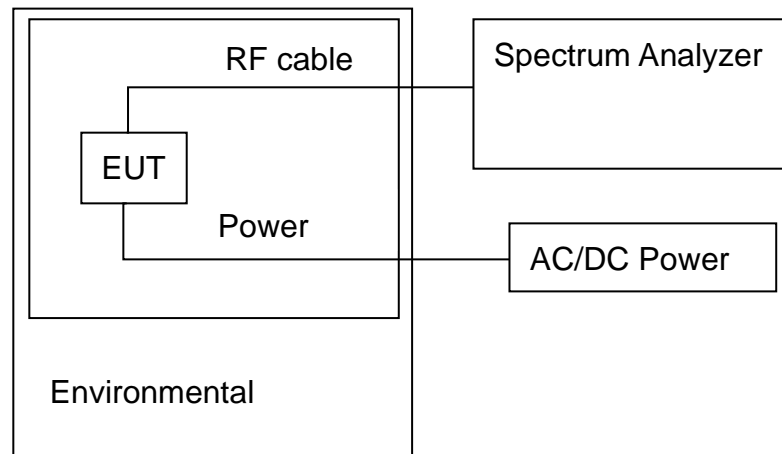 RF cable
Spectrum Analyzer
EUT
Power
AC/DC Power
Environmental